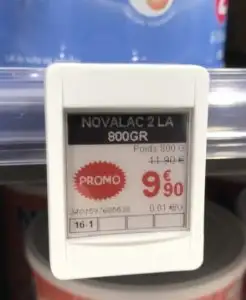 NOVALAC 2 LA
800GR
Poids 800 G
11.90 €
PROMO
9€90
16-1